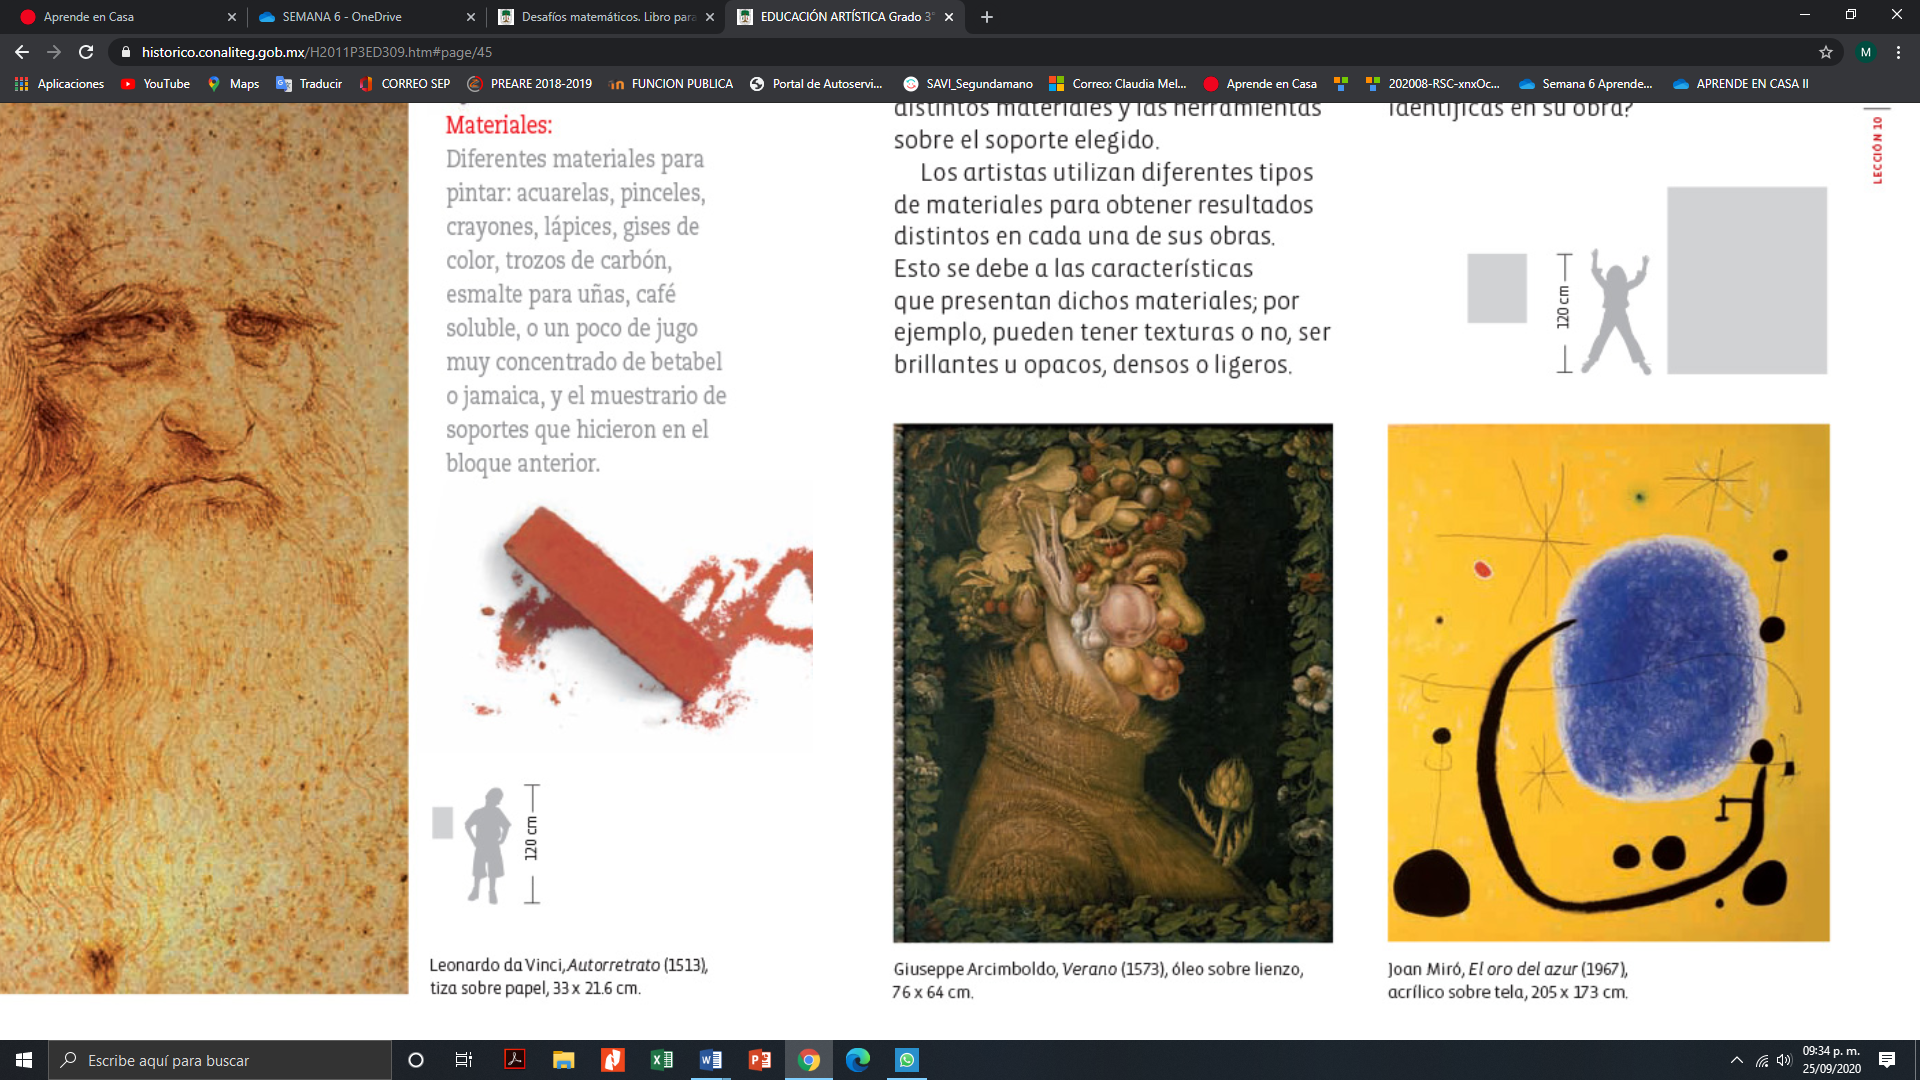 Aprende en Casa
SEMANA 6 - OneDrive
Desafíos matemáticos. Libro para
EDUCACIÓN ARTÍSTICA Grado 3°
historico.conaliteg.gob.mx/H2011P3ED309.htm#page/45
M
Aplicaciones
YouTube
Maps
Traducir
CORREO SEP
PREARE 2018-2019
FUNCION PUBLICA
Portal de Autoservi...
SAVI_Segundamano
Correo: Claudia Mel...
Aprende en Casa
202008-RSC-xnxOc...
Semana 6 Aprende...
APRENDE EN CASA II
Materiales:
Diferentes materiales para
pintar: acuarelas, pinceles,
crayones, lápices, gises de
color, trozos de carbón,
esmalte para uñas, café
soluble, o un poco de jugo
muy concentrado de betabel
o jamaica, y el muestrario de
soportes que hicieron en el
bloque anterior.
120 cm
Leonardo da Vinci, Autorretrato (1513),
tiza sobre papel, 33 x 21.6 cm.
distintos materiales y las herramientas
sobre el soporte elegido.
Los artistas utilizan diferentes tipos
de materiales para obtener resultados
distintos en cada una de sus obras.
Esto se debe a las características
que presentan dichos materiales; por
ejemplo, pueden tener texturas o no, ser
brillantes u opacos, densos o ligeros.
Giuseppe Arcimboldo, Verano (1573), óleo sobre lienzo,
76 x 64 cm.
identificas en su obra?
LECCIÓN 10
120 cm
Joan Miró, El oro del azur (1967),
acrílico sobre tela, 205 x 173 cm.
Escribe aquí para buscar
09:34 p. m.
25/09/2020